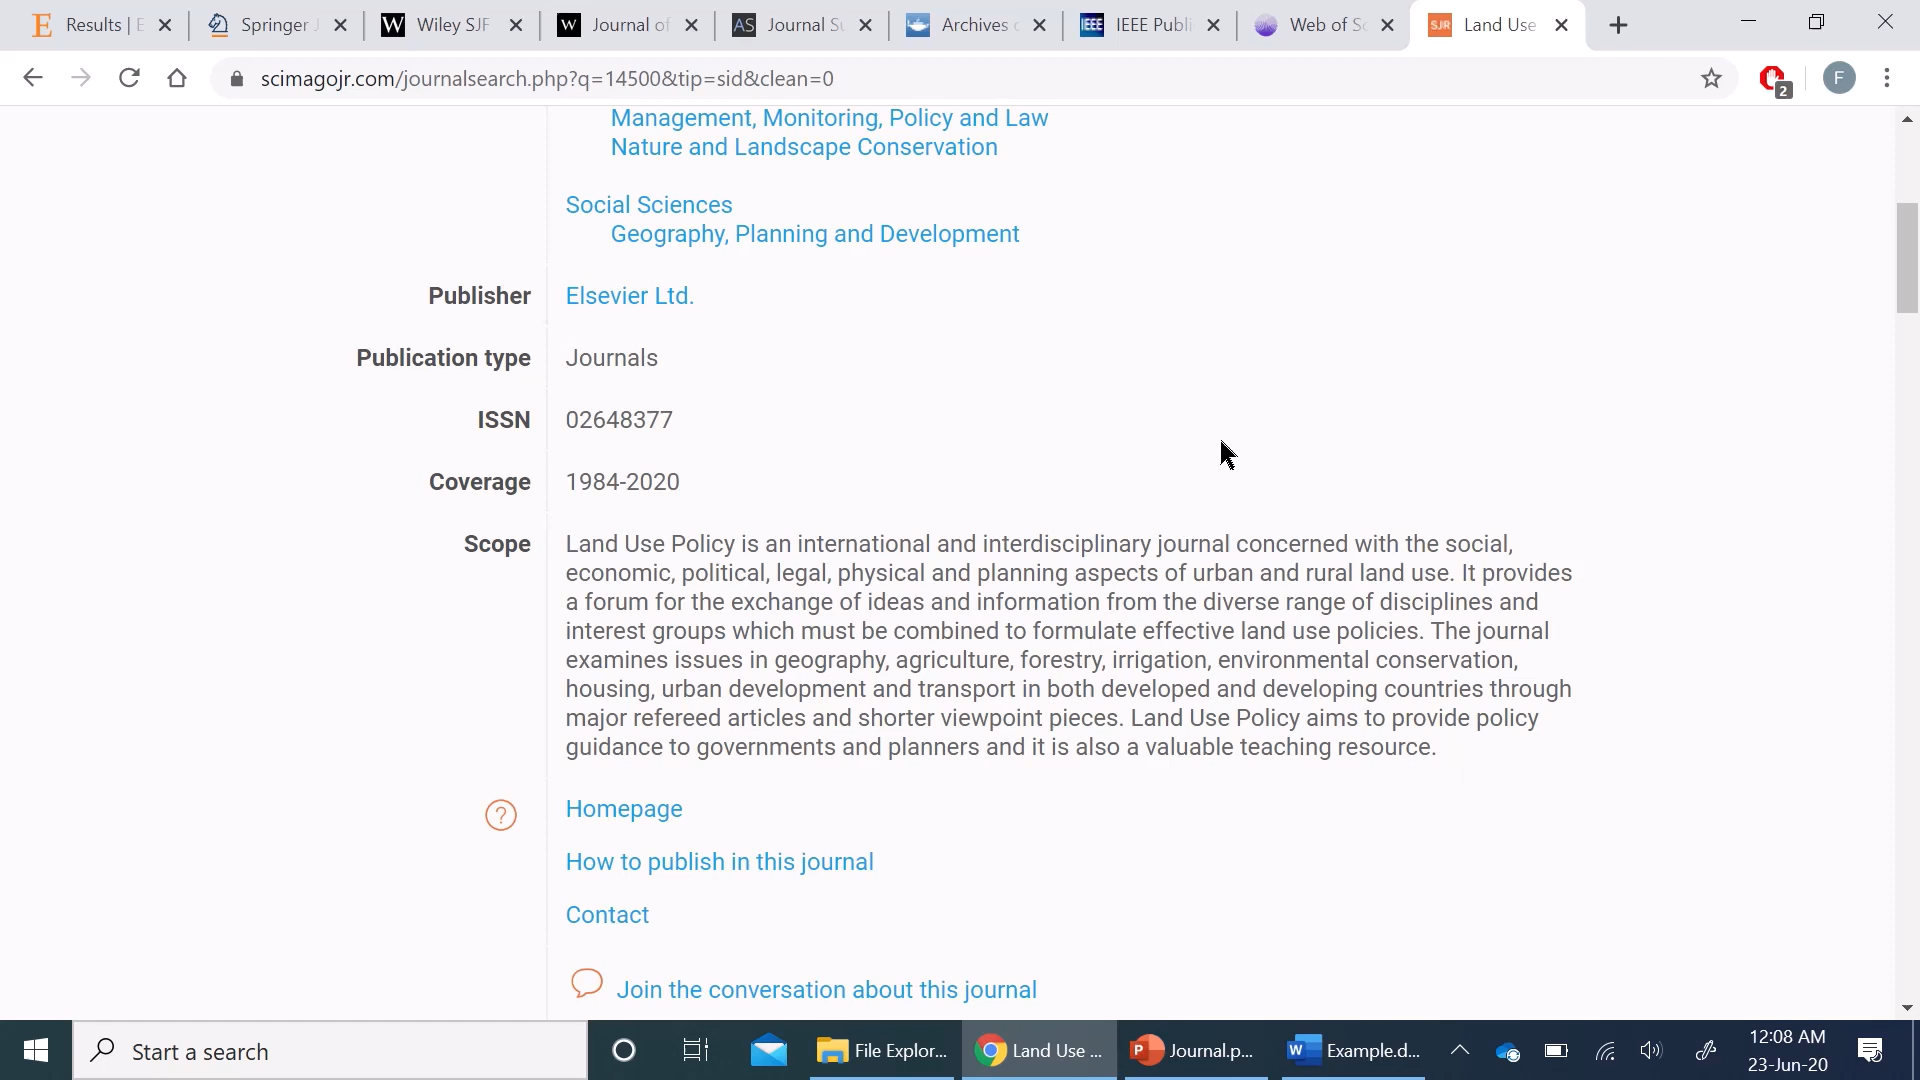 Results | E
Springer J
Wiley SJF
Journal of
AS Journal Su
Archives o
IEEE IEEE Publi
Web of Sc
SJR Land Use
scimagojr.com/journalsearch.php?q=14500&tip=sid&clean=0
2
F
Management, Monitoring, Policy and Law
Nature and Landscape Conservation
Social Sciences
Geography, Planning and Development
Publisher Elsevier Ltd.
Publication type Journals
ISSN 02648377
Coverage 1984-2020
Scope Land Use Policy is an international and interdisciplinary journal concerned with the social,
economic, political, legal, physical and planning aspects of urban and rural land use. It provides
a forum for the exchange of ideas and information from the diverse range of disciplines and
interest groups which must be combined to formulate effective land use policies. The journal
examines issues in geography, agriculture, forestry, irrigation, environmental conservation,
housing, urban development and transport in both developed and developing countries through
major refereed articles and shorter viewpoint pieces. Land Use Policy aims to provide policy
guidance to governments and planners and it is also a valuable teaching resource.
?
Homepage
How to publish in this journal
Contact
Join the conversation about this journal
Start a search
File Explor...
Land Use ...
Journal.p...
Example.d...
12:08 AM
23-Jun-20